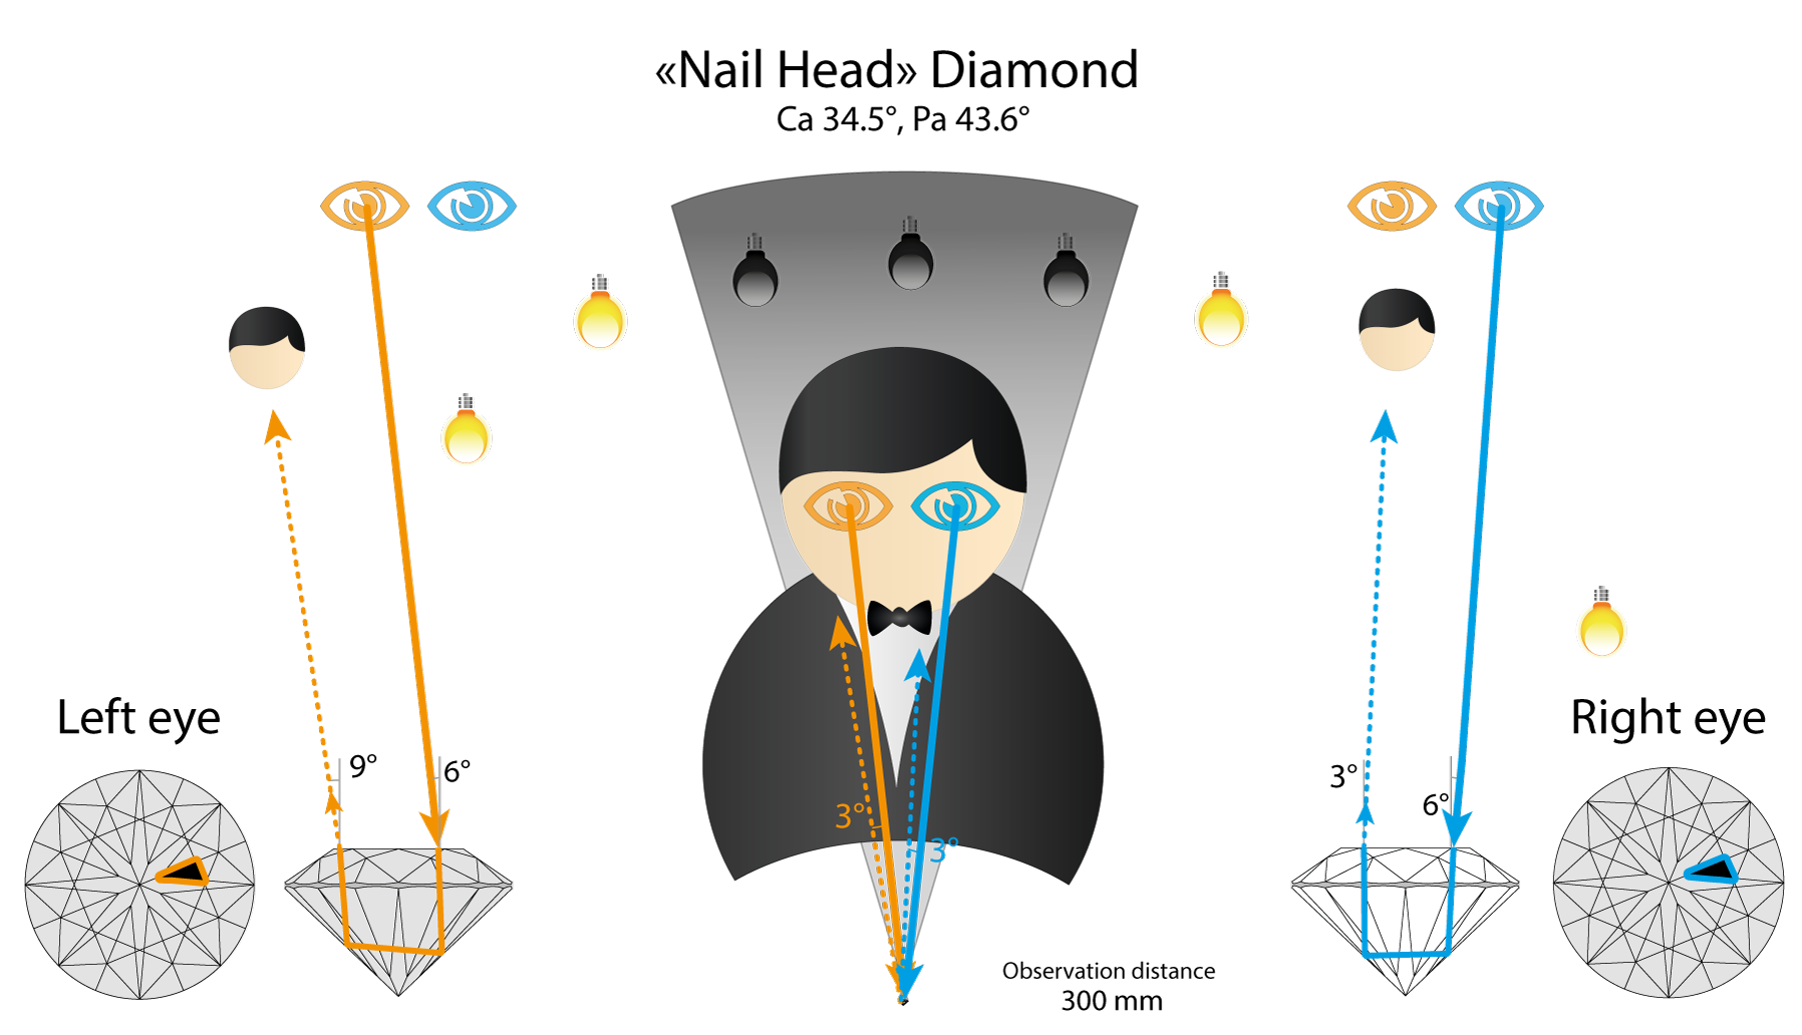 «Nail Head» Diamond
Ca 34.5°, Pa 43.6°
Left eye
9°
6°
3°
3°
Observation distance
300 mm
3°
6°
Right eye